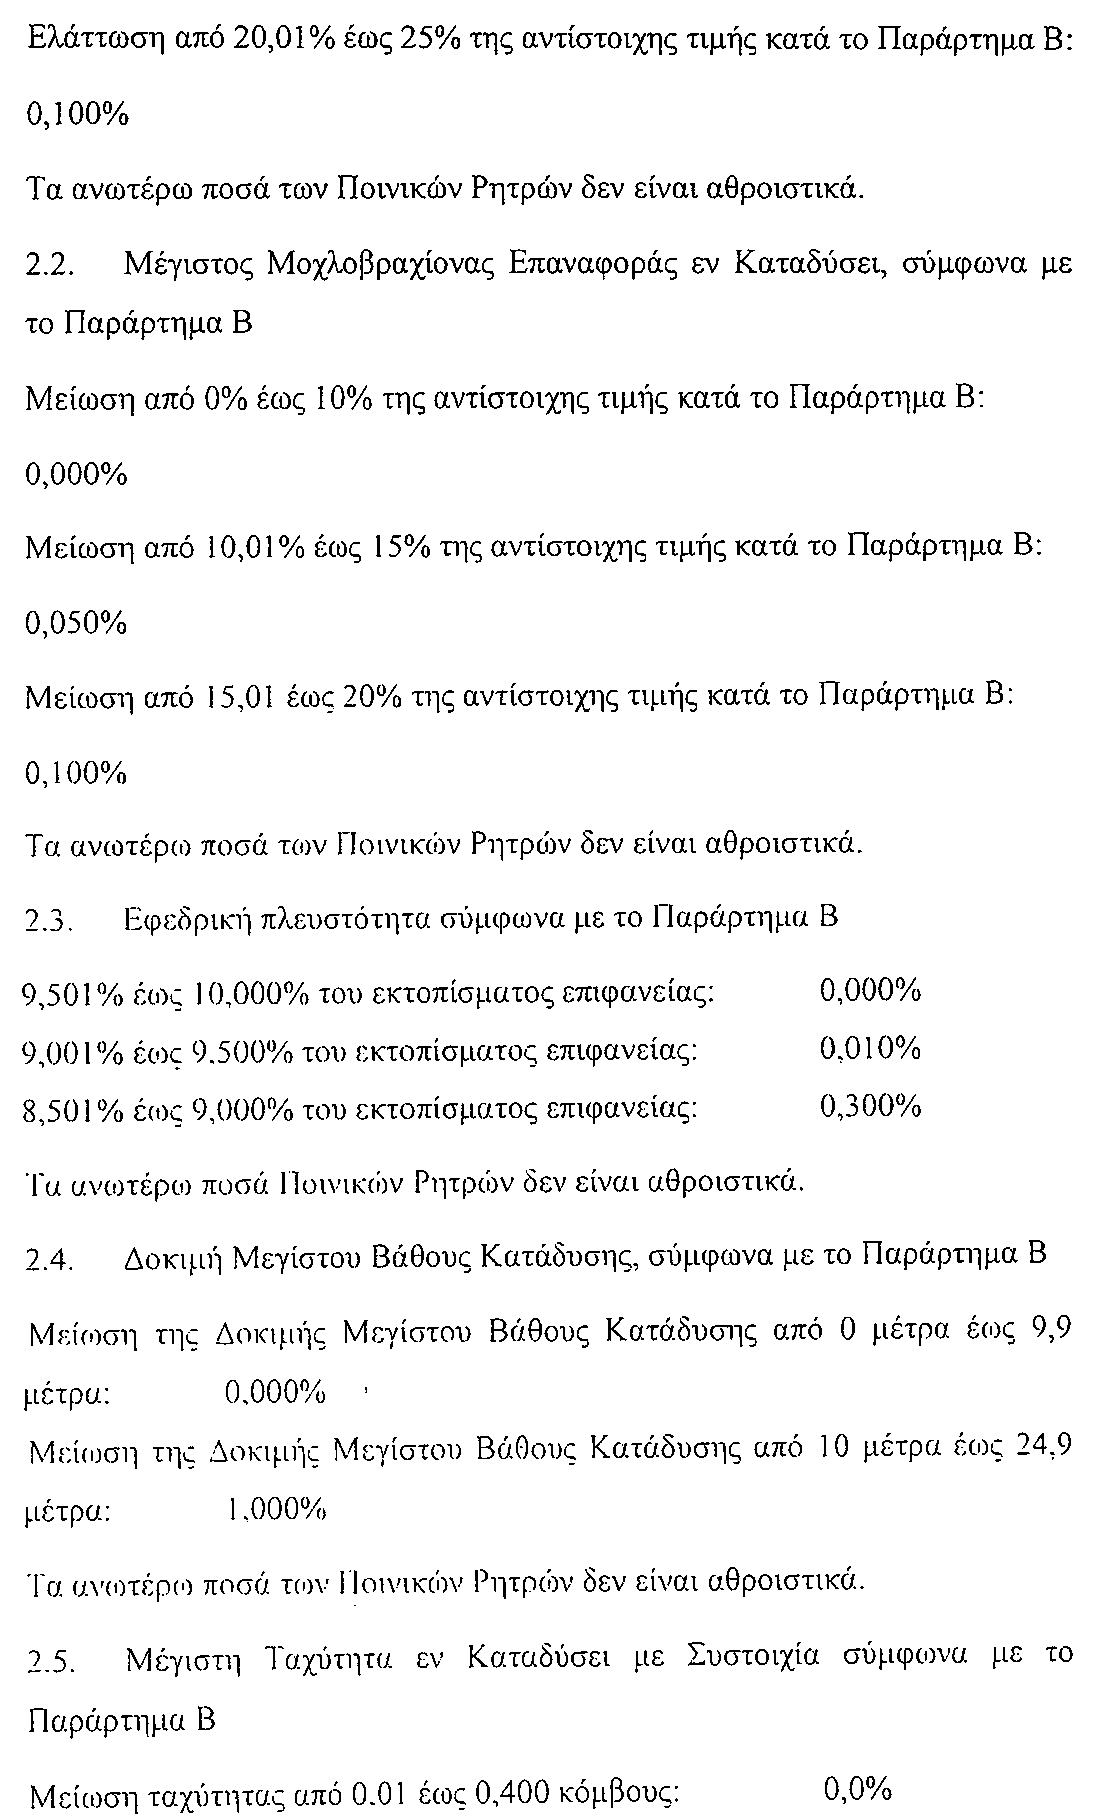 Ελάττωση από 20,01% έως 25% της αντίστοιχης τιμής κατά το Παράρτημα Β:
0,100%
Τα ανωτέρω ποσά των Ποινικών Ρητρών δεν είναι αθροιστικά.
2.2. Μέγιστος Μοχλοβραχίονας Επαναφοράς εν Καταδύσει, σύμφωνα με
το Παράρτημα Β
Μείωση από 0% έως 10% της αντίστοιχης τιμής κατά το Παράρτημα Β:
0,000%
Μείωση από 10,01% έως 15% της αντίστοιχης τιμής κατά το Παράρτημα Β:
0,050%
Μείωση από 15,01 έως 20% της αντίστοιχης τιμής κατά το Παράρτημα Β:
0,100%
Τα ανωτέρω ποσά των Ποινικών Ρητρών δεν είναι αθροιστικά.
2.3. Εφεδρική πλευστότητα σύμφωνα με το Παράρτημα Β
9,501% έως 10,000% του εκτοπίσματος επιφανείας: 0,000%
9,001% έως 9.500% του εκτοπίσματος επιφανείας: 0,010%
8,501% έως 9,000% του εκτοπίσματος επιφανείας: 0,300%
Τα ανωτέρω ποσά Ποινικών Ρητρών δεν είναι αθροιστικά.
2.4. Δοκιμή Μεγίστου Βάθους Κατάδυσης, σύμφωνα με το Παράρτημα Β
Μείωση της Δοκιμής Μεγίστου Βάθους Κατάδυσης από 0 μέτρα έως 9,9
μέτρα: 0,000%
Μείωση της Δοκιμής Μεγίστου Βάθους Κατάδυσης από 10 μέτρα έως 24,9
μέτρα: 1,000%
Τα ανωτέρω ποσά των Ποινικών Ρητρών δεν είναι αθροιστικά.
2.5. Μέγιστη Ταχύτητα εν Καταδύσει με Συστοιχία σύμφωνα με το
Παράρτημα Β
Μείωση ταχύτητας από 0.01 έως 0,400 κόμβους: 0,0%